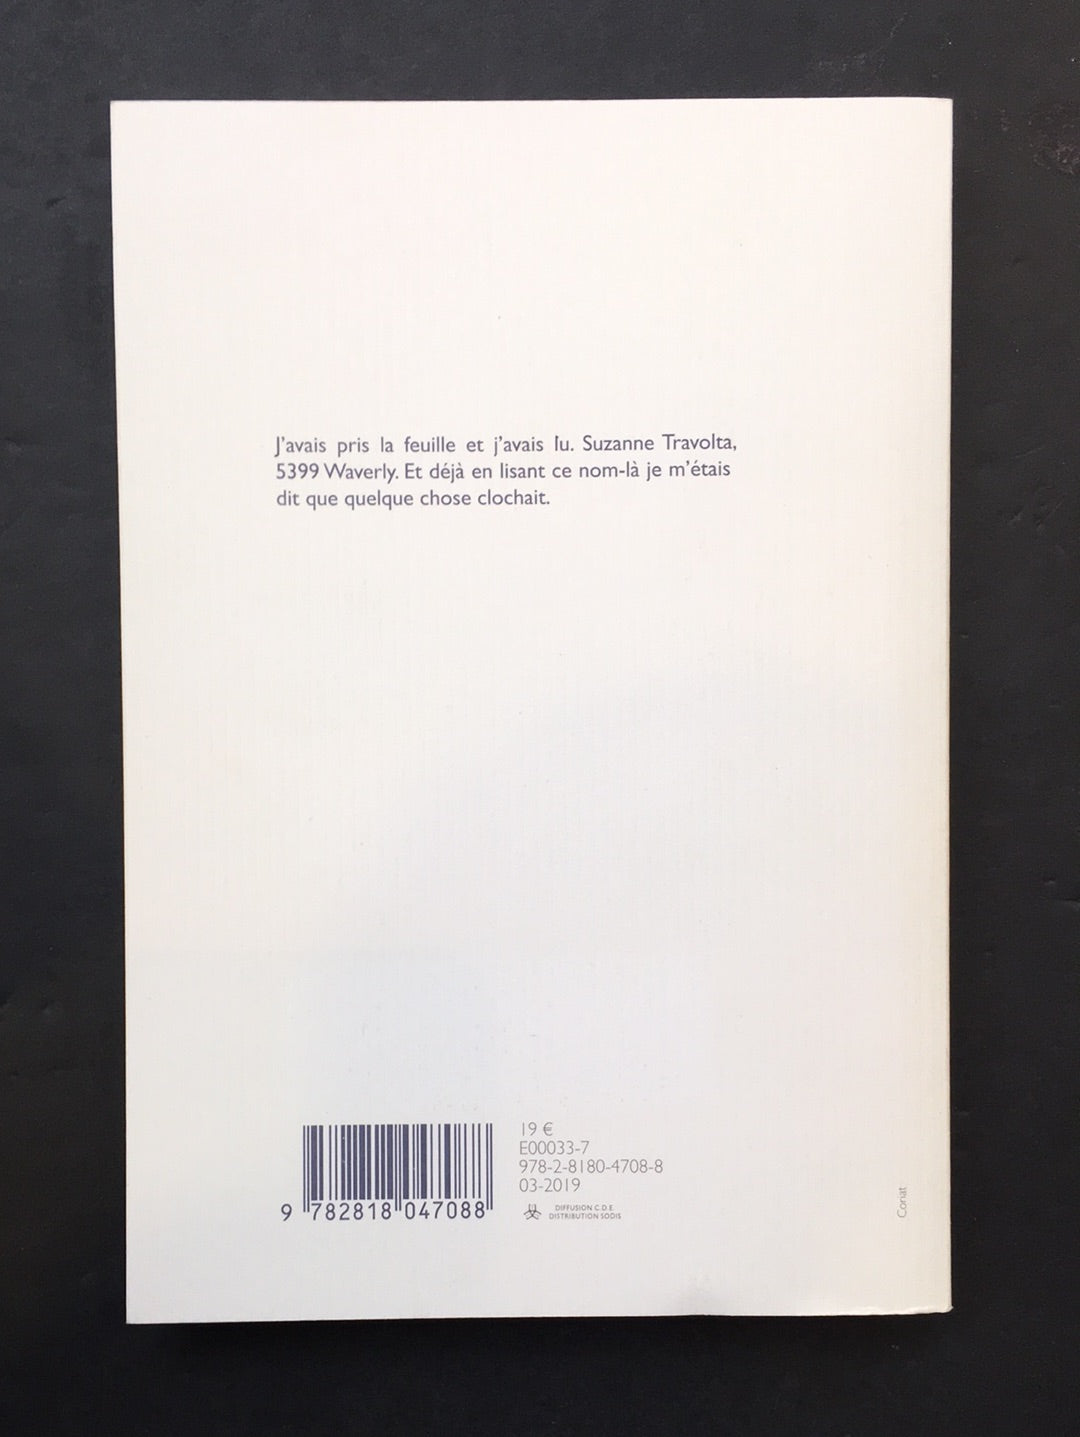 J'avais pris la feuille et j'avais lu. Suzanne Travolta,
5399 Waverly. Et déjà en lisant ce nom-là je m'étais
dit que quelque chose clochait.
19 €
E00033-7
978-2-8180-4708-8
03-2019
DIFFUSION C.D.E.
DISTRIBUTION SODIS
9 782818 047088
Coriat